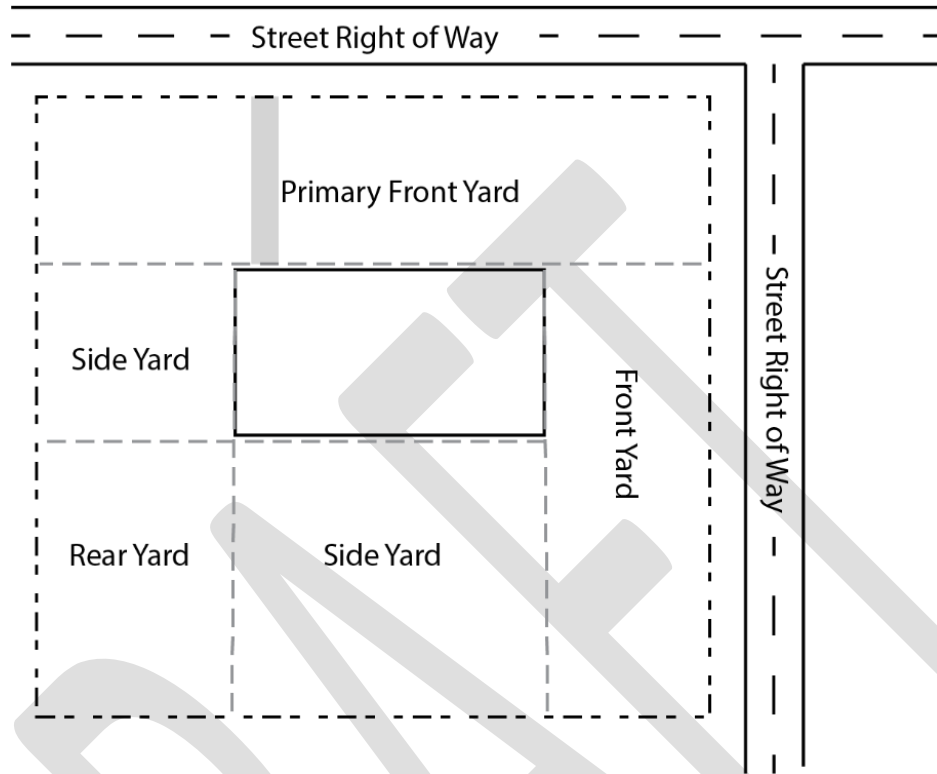 Street Right of Way
Primary Front Yard
Side Yard
Front Yard
Street Right of Way
Rear Yard
Side Yard
DRAFT